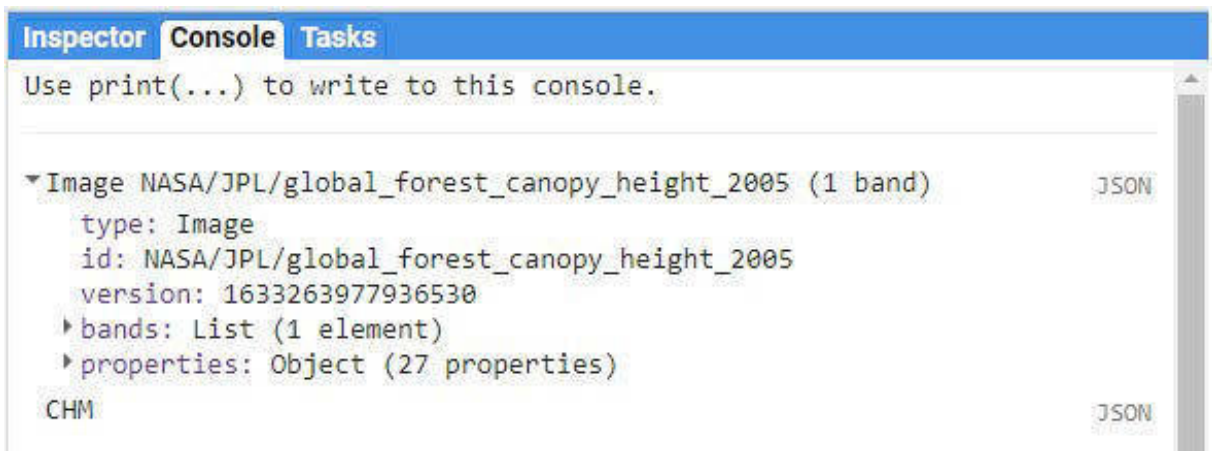 Inspector Console Tasks
Use print(...) to write to this console.
Image NASA/JPL/global_forest_canopy_height_2005 (1 band) JSON
type: Image
id: NASA/JPL/global_forest_canopy_height_2005
version: 1633263977936530
bands: List (1 element)
properties: Object (27 properties)
CHM JSON